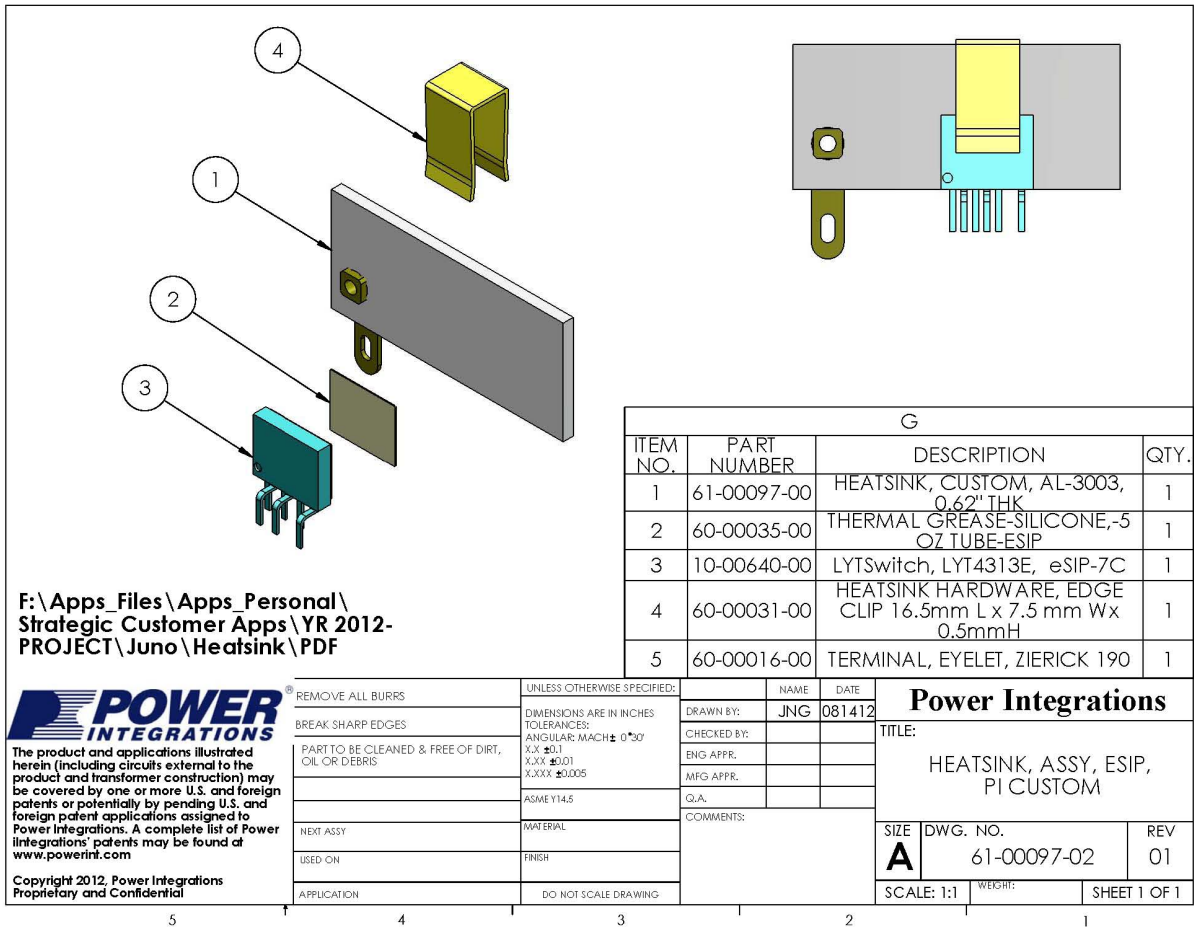 4
1
2
3
G
ITEM NO. PART NUMBER DESCRIPTION QTY.
1 61-00097-00 HEATSINK, CUSTOM, AL-3003, 0.62" THK 1
2 60-00035-00 THERMAL GREASE-SILICONE,-5 OZ TUBE-ESIP 1
3 10-00640-00 LYTSwitch, LYT4313E, eSIP-7C 1
4 60-00031-00 HEATSINK HARDWARE, EDGE CLIP 16.5mm L x 7.5 mm Wx 0.5mmH 1
5 60-00016-00 TERMINAL, EYELET, ZIERICK 190 1
F:\Apps_Files\Apps_Personal\
Strategic Customer Apps\YR 2012-
PROJECT\Juno\Heatsink\PDF
POWER ®
INTEGRATIONS
The product and applications illustrated
herein (including circuits external to the
product and transformer construction) may
be covered by one or more U.S. and foreign
patents or potentially by pending U.S. and
foreign patent applications assigned to
Power Integrations. A complete list of Power
iIntegrations' patents may be found at
www.powerint.com
Copyright 2012, Power Integrations
Proprietary and Confidential
REMOVE ALL BURRS
BREAK SHARP EDGES
PART TO BE CLEANED & FREE OF DIRT,
OIL OR DEBRIS
NEXT ASSY
USED ON
APPLICATION
UNLESS OTHERWISE SPECIFIED:
DIMENSIONS ARE IN INCHES
TOLERANCES:
ANGULAR: MACH± 0°30'
X.X ±0.1
X.XX ±0.01
X.XXX ±0.005
ASME Y14.5
MATERIAL
FINISH
DO NOT SCALE DRAWING
NAME DATE
DRAWN BY: JNG 081412
CHECKED BY:
ENG APPR.
MFG APPR.
Q.A.
COMMENTS:
Power Integrations
TITLE:
HEATSINK, ASSY, ESIP,
PI CUSTOM
SIZE DWG. NO. REV
A 61-00097-02 01
SCALE: 1:1 WEIGHT: SHEET 1 OF 1
5 4 3 2 1